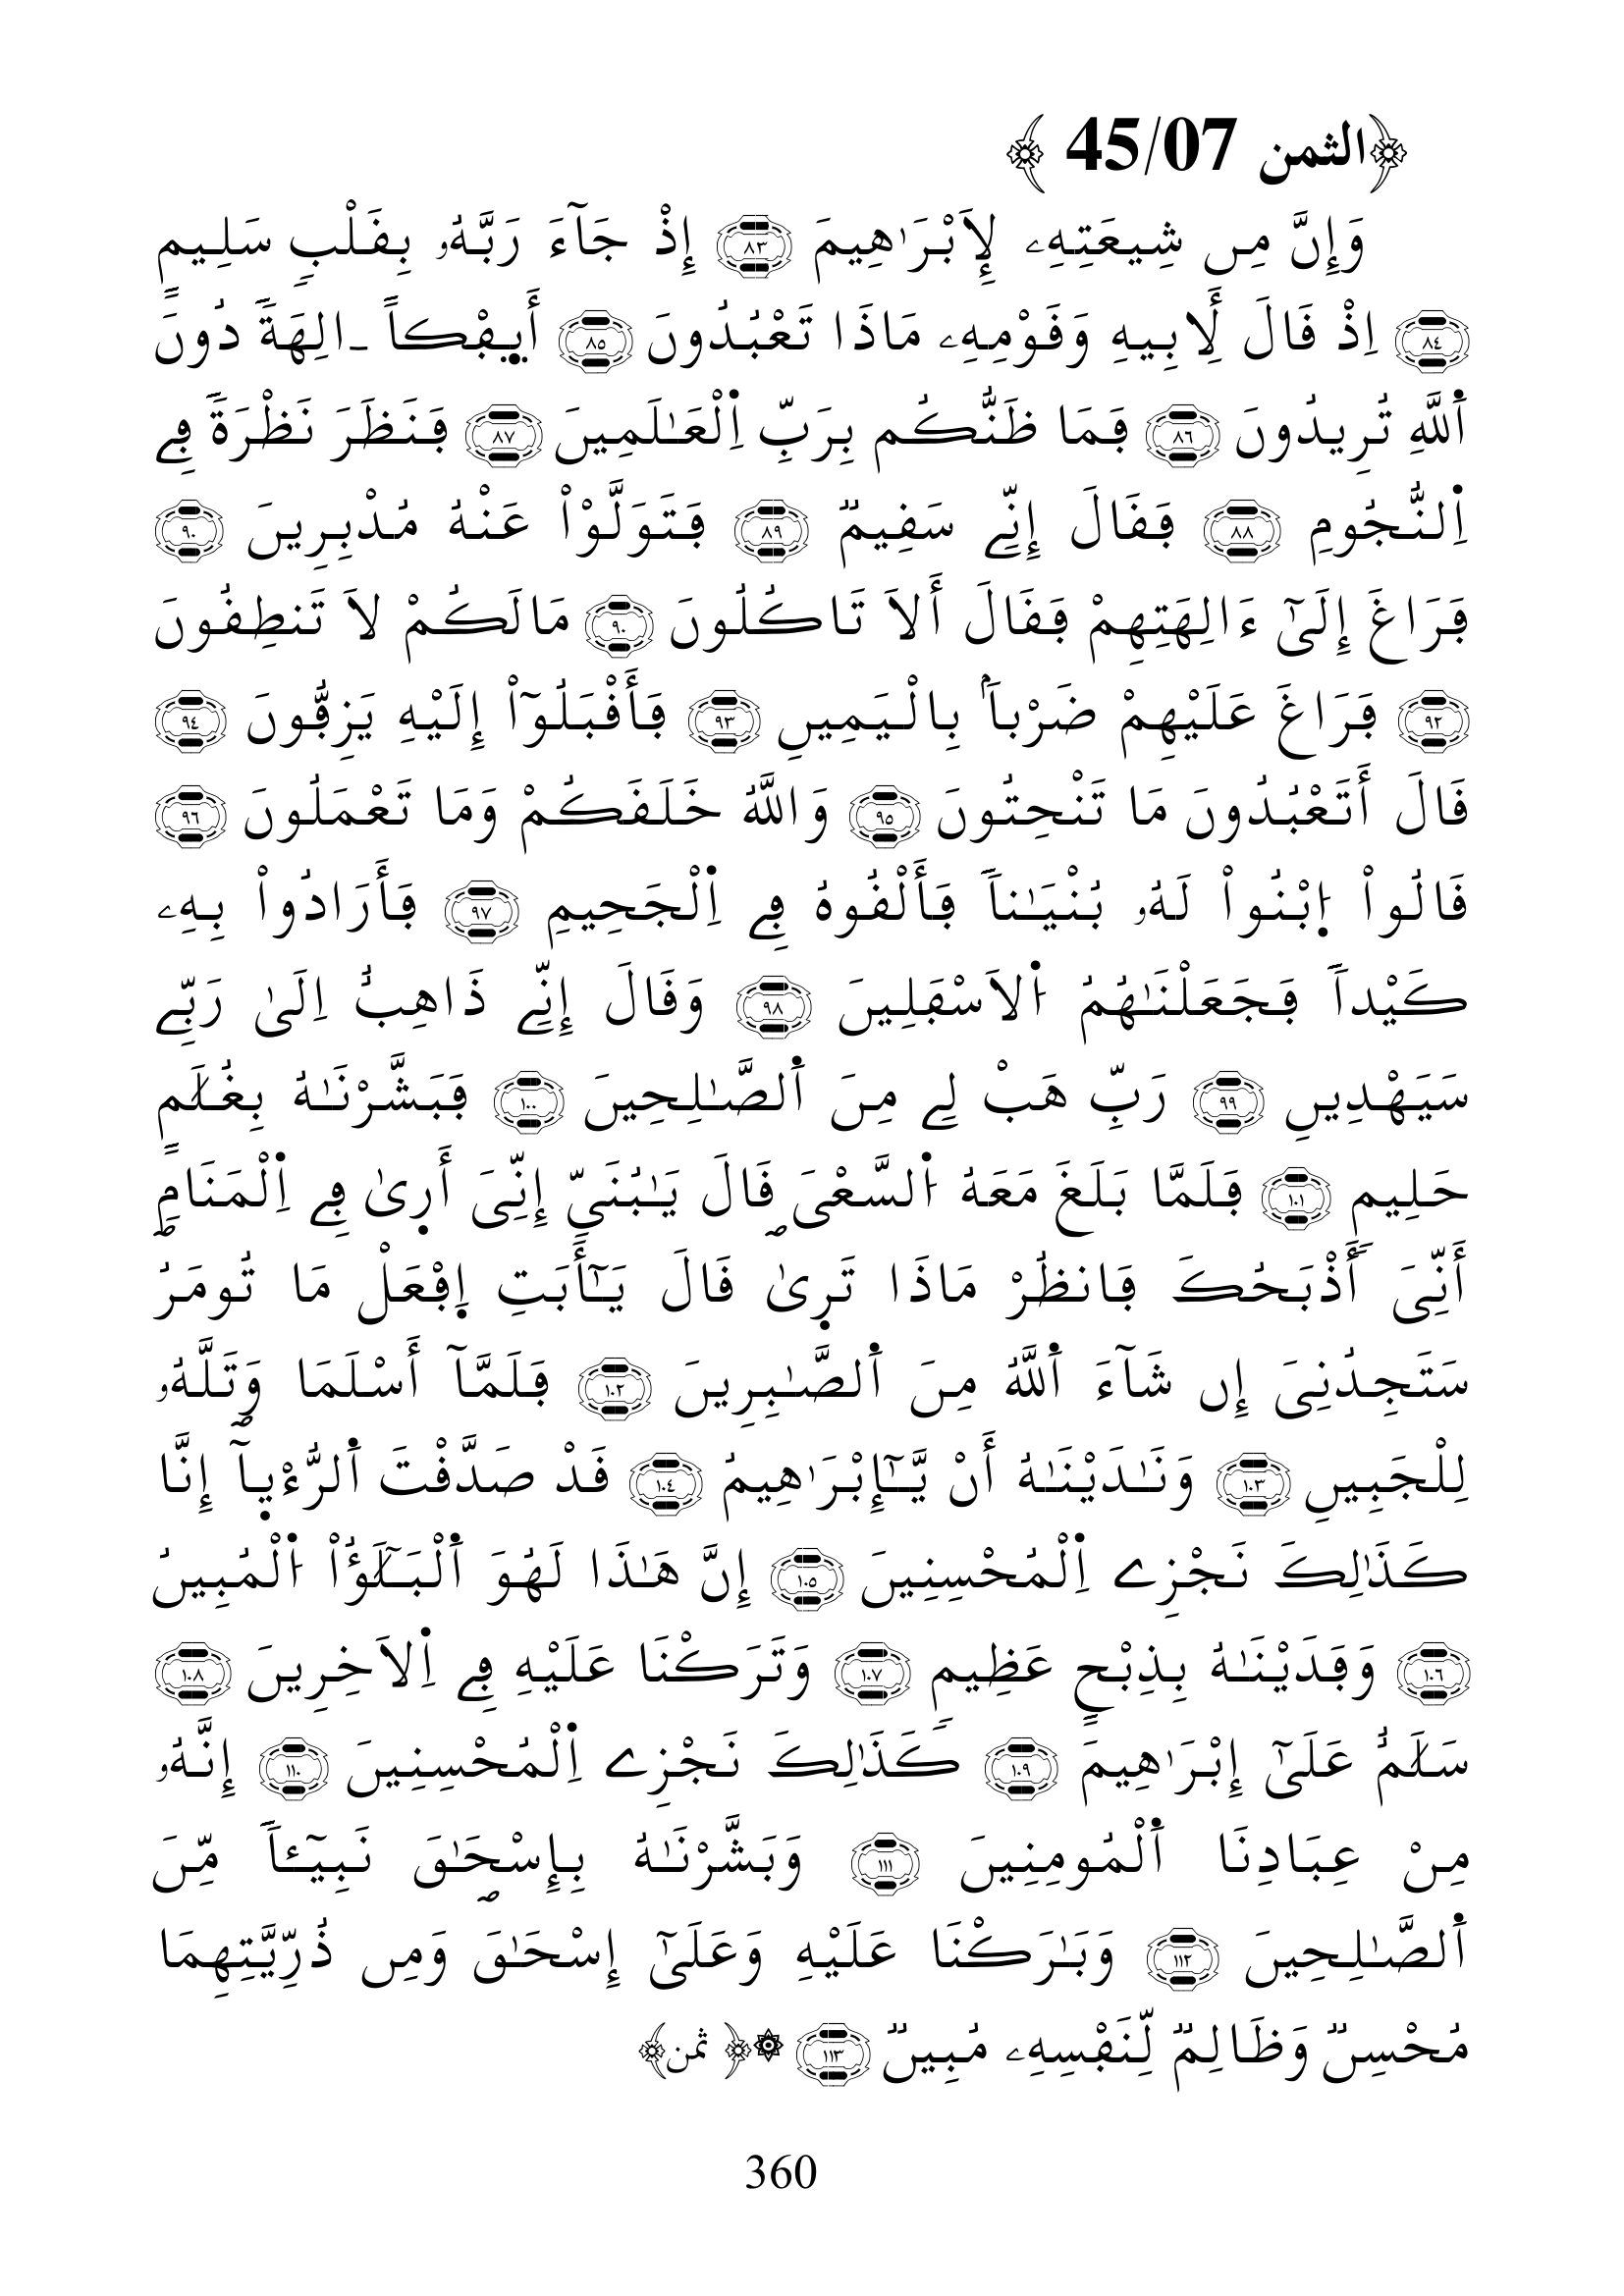 ﴿الثمن 45/07 ﴾
وَإِنَّ مِن شِيعَتِهِۦ لَإِبْرَٰهِيمَ ٨٣ إِذْ جَآءَ رَبَّهُۥ بِقَلْبٖ سَلِيمٍ
٨٤ اِذْ قَالَ لِأَبِيهِ وَقَوْمِهِۦ مَاذَا تَعْبُدُونَ ٨٥ أَئِفْكاً ـ‍الِهَةٗ دُونَ
اَ۬للَّهِ تُرِيدُونَ ٨٦ فَمَا ظَنُّكُم بِرَبِّ اِ۬لْعَٰلَمِينَ ٨٧ فَنَظَرَ نَظْرَةٗ فِے
اِ۬لنُّجُومِ ٨٨ فَقَالَ إِنِّے سَقِيمٞ ٨٩ فَتَوَلَّوْاْ عَنْهُ مُدْبِرِينَ ٩٠
فَرَاغَ إِلَىٰٓ ءَالِهَتِهِمْ فَقَالَ أَلَا تَاكُلُونَ ٩٠ مَالَكُمْ لَا تَنطِقُونَ
٩٢ فَرَاغَ عَلَيْهِمْ ضَرْباَۢ بِالْيَمِينِ ٩٣ فَأَقْبَلُوٓاْ إِلَيْهِ يَزِفُّونَ ٩٤
قَالَ أَتَعْبُدُونَ مَا تَنْحِتُونَ ٩٥ وَاللَّهُ خَلَقَكُمْ وَمَا تَعْمَلُونَ ٩٦
قَالُواْ اُ۪بْنُواْ لَهُۥ بُنْيَٰناٗ فَأَلْقُوهُ فِے اِ۬لْجَحِيمِ ٩٧ فَأَرَادُواْ بِهِۦ
كَيْداٗ فَجَعَلْنَٰهُمُ اُ۬لَاسْفَلِينَ ٩٨ وَقَالَ إِنِّے ذَاهِبٌ اِلَىٰ رَبِّے
سَيَهْدِينِ ٩٩ رَبِّ هَبْ لِے مِنَ اَ۬لصَّٰلِحِينَ ١٠٠ فَبَشَّرْنَٰهُ بِغُلَٰمٍ
حَلِيمٖ ١٠١ فَلَمَّا بَلَغَ مَعَهُ اُ۬لسَّعْيَ قَالَ يَٰبُنَيِّ إِنِّيَ أَر۪ىٰ فِے اِ۬لْمَنَامِ
أَنِّيَ أَذْبَحُكَ فَانظُرْ مَاذَا تَر۪ىٰ قَالَ يَٰٓأَبَتِ اِ۪فْعَلْ مَا تُومَرُ
سَتَجِدُنِيَ إِن شَآءَ اَ۬للَّهُ مِنَ اَ۬لصَّٰبِرِينَ ١٠٢ فَلَمَّآ أَسْلَمَا وَتَلَّهُۥ
لِلْجَبِينِ ١٠٣ وَنَٰدَيْنَٰهُ أَنْ يَّٰٓإِبْرَٰهِيمُ ١٠٤ قَدْ صَدَّقْتَ اَ۬لرُّءْي۪آ إِنَّا
كَذَٰلِكَ نَجْزِے اِ۬لْمُحْسِنِينَ ١٠٥ إِنَّ هَٰذَا لَهُوَ اَ۬لْبَلَٰٓؤُاْ اُ۬لْمُبِينُ
١٠٦ وَفَدَيْنَٰهُ بِذِبْحٍ عَظِيمٖ ١٠٧ وَتَرَكْنَا عَلَيْهِ فِے اِ۬لَاخِرِينَ ١٠٨
سَلَٰمٌ عَلَىٰٓ إِبْرَٰهِيمَ ١٠٩ كَذَٰلِكَ نَجْزِے اِ۬لْمُحْسِنِينَ ١١٠ إِنَّهُۥ
مِنْ عِبَادِنَا اَ۬لْمُومِنِينَ ١١١ وَبَشَّرْنَٰهُ بِإِسْحَٰقَ نَبِيٓـٔاٗ مِّنَ
اَ۬لصَّٰلِحِينَ ١١٢ وَبَٰرَكْنَا عَلَيْهِ وَعَلَىٰٓ إِسْحَٰقَ وَمِن ذُرِّيَّتِهِمَا
مُحْسِنٞ وَظَالِمٞ لِّنَفْسِهِۦ مُبِينٞ ١١٣ ۞﴿ ثمن﴾
360